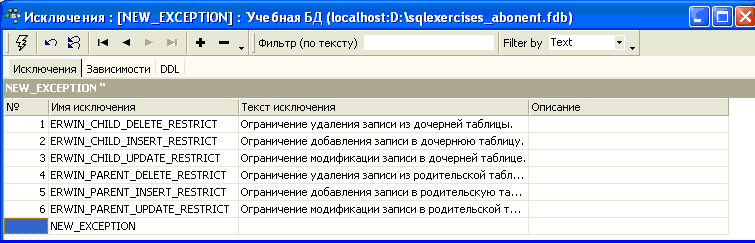 Исключения : [NEW_EXCEPTION] : Учебная БД (localhost:D:\sqlexercises_abonent.fdb)
Фильтр (по тексту) Filter by Text
Исключения Зависимости DDL
NEW_EXCEPTION ''
№ Имя исключения Текст исключения Описание
1 ERWIN_CHILD_DELETE_RESTRICT Ограничение удаления записи из дочерней таблицы.
2 ERWIN_CHILD_INSERT_RESTRICT Ограничение добавления записи в дочернюю таблицу.
3 ERWIN_CHILD_UPDATE_RESTRICT Ограничение модификации записи в дочерней таблице.
4 ERWIN_PARENT_DELETE_RESTRICT Ограничение удаления записи из родительской табл...
5 ERWIN_PARENT_INSERT_RESTRICT Ограничение добавления записи в родительскую та...
6 ERWIN_PARENT_UPDATE_RESTRICT Ограничение модификации записи в родительской т...
NEW_EXCEPTION